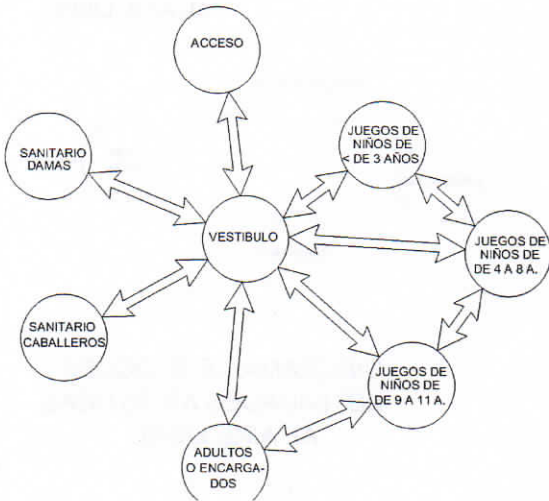 ACCESO
JUEGOS DE
NIÑOS DE
< DE 3 AÑOS
SANITARIO
DAMAS
VESTIBULO
JUEGOS DE
NIÑOS DE
DE 4 A 8 A.
SANITARIO
CABALLEROS
JUEGOS DE
NIÑOS DE
DE 9 A 11 A.
ADULTOS
O ENCARGA-
DOS